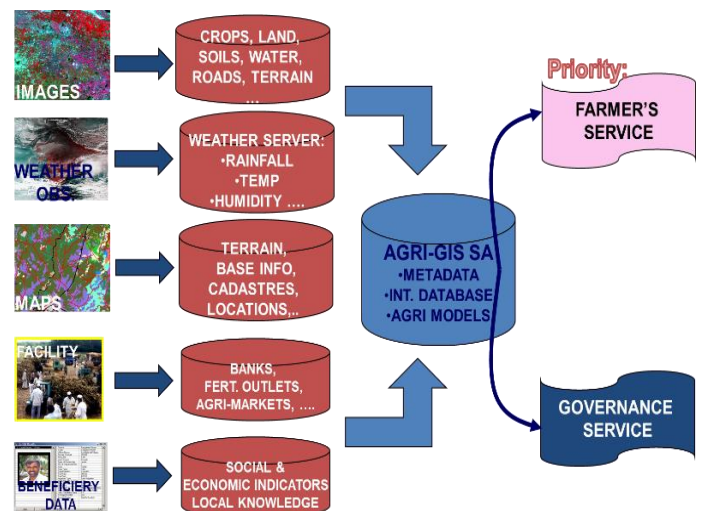 IMAGES
CROPS, LAND,
SOILS, WATER,
ROADS, TERRAIN
...
WEATHER
OBS.
WEATHER SERVER:
•RAINFALL
•TEMP
•HUMIDITY ....
MAPS
TERRAIN,
BASE INFO,
CADASTRES,
LOCATIONS,..
FACILITY
BANKS,
FERT. OUTLETS,
AGRI-MARKETS, ....
BENEFICIERY
DATA
SOCIAL &
ECONOMIC INDICATORS
LOCAL KNOWLEDGE
AGRI-GIS SA
•METADATA
•INT. DATABASE
•AGRI MODELS
Priority:
FARMER'S
SERVICE
GOVERNANCE
SERVICE